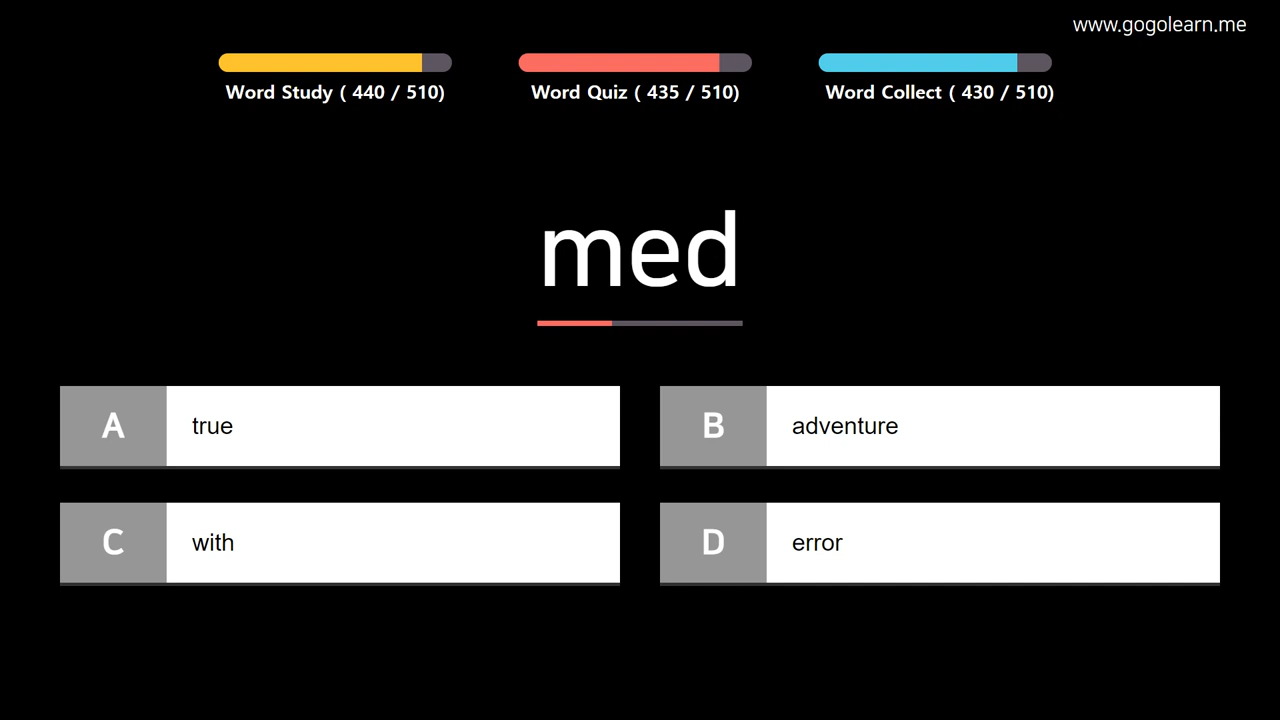 www.gogolearn.me
Word Study ( 440 / 510)
Word Quiz ( 435 / 510)
Word Collect ( 430 / 510)
med
A true
B adventure
C with
D error